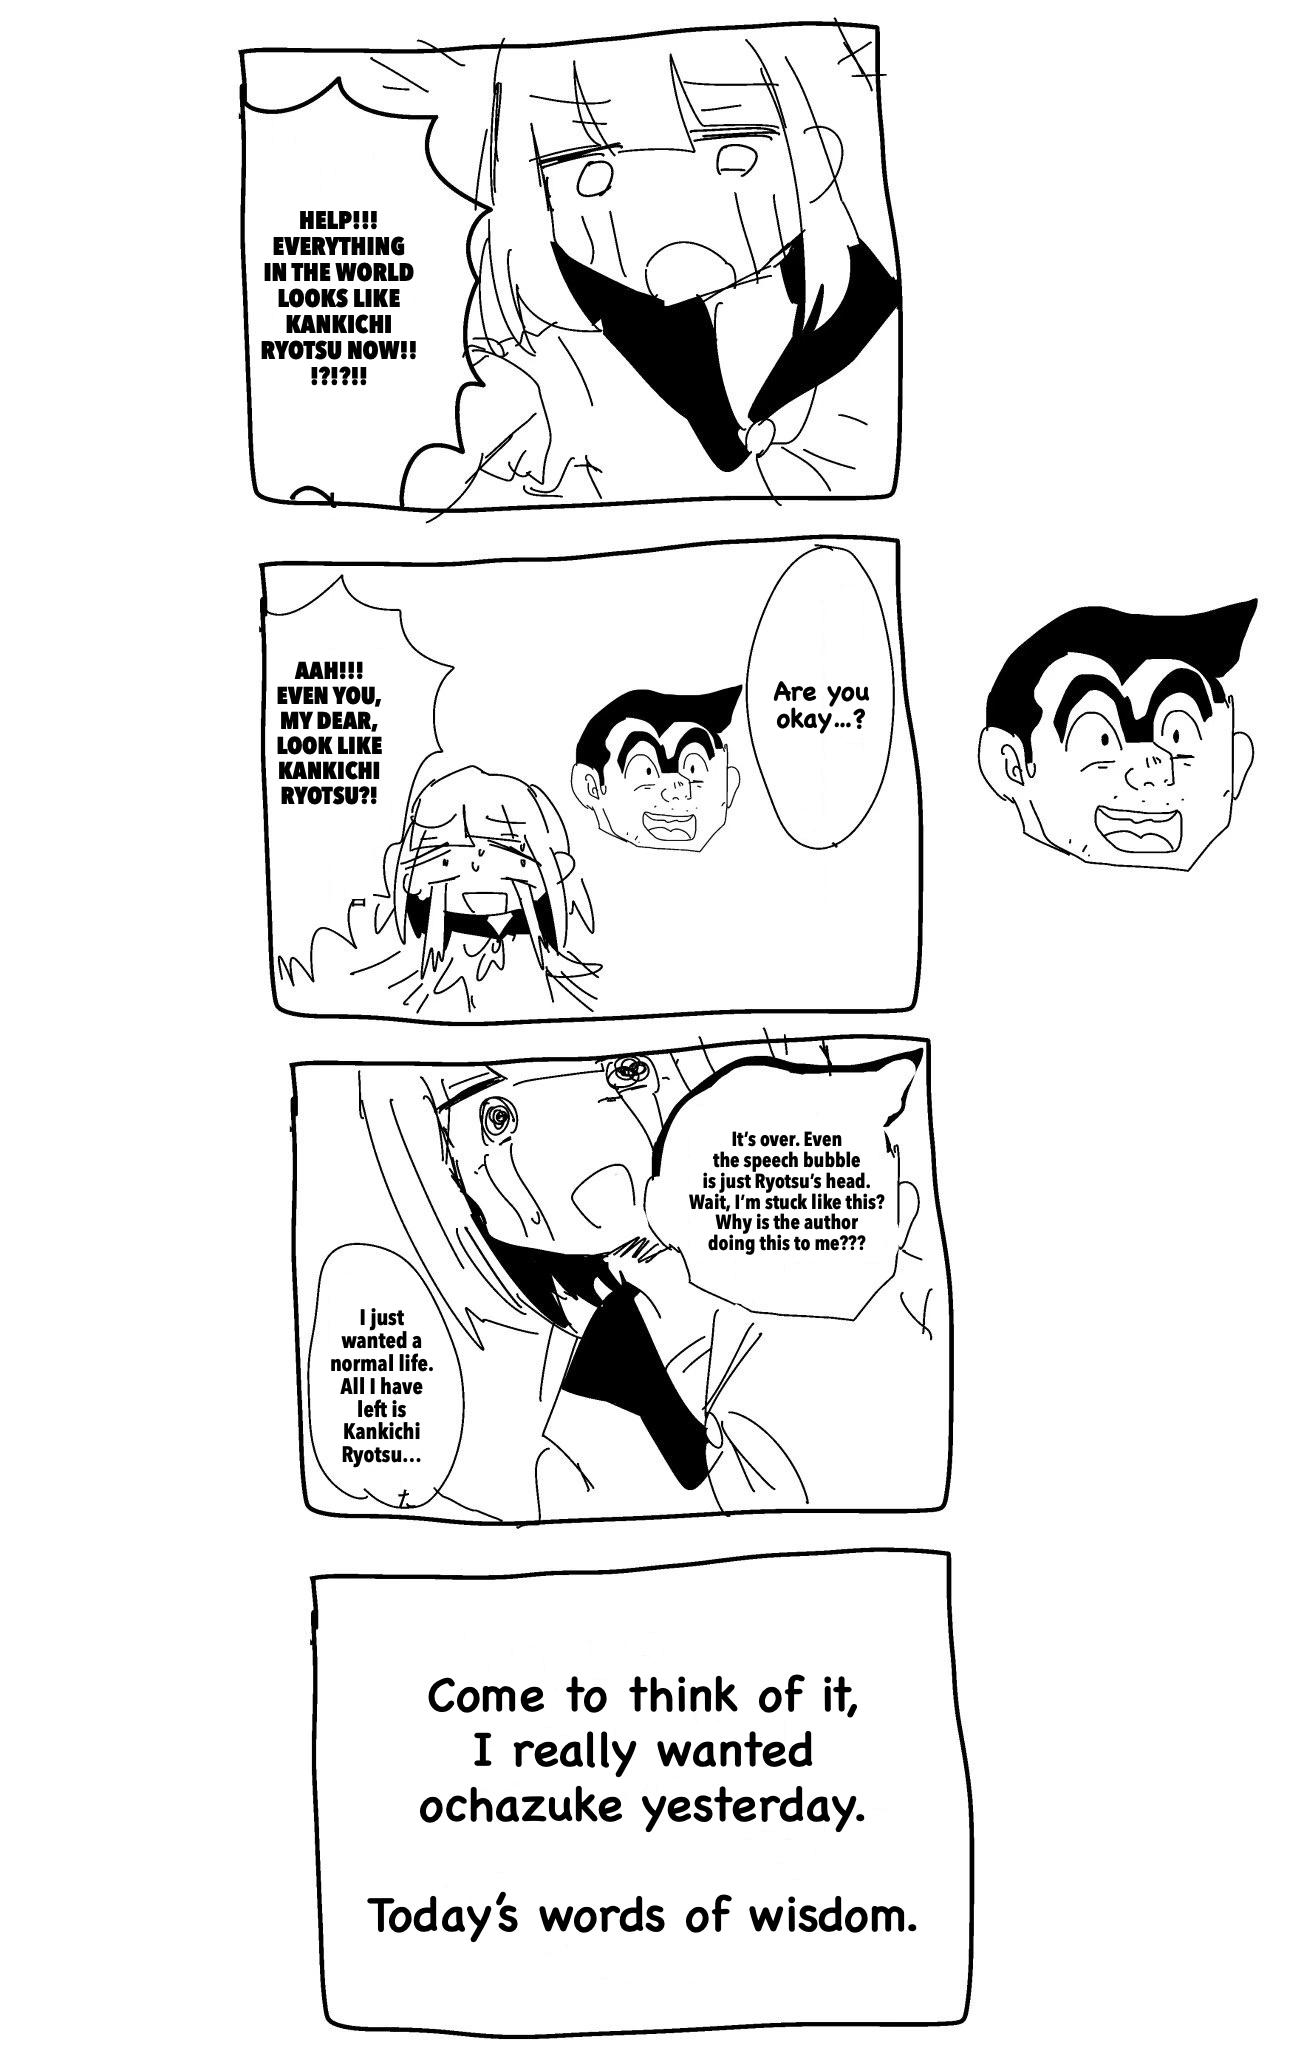 HELP!!!
EVERYTHING
IN THE WORLD
LOOKS LIKE
KANKICHI
RYOTSU NOW!!
!?!?!!
Are you
okay...?
AAH!!!
EVEN YOU,
MY DEAR,
LOOK LIKE
KANKICHI
RYOTSU?!
It's over. Even
the speech bubble
is just Ryotsu's head.
Wait, I'm stuck like this?
Why is the author
doing this to me???
I just
wanted a
normal life.
All I have
left is
Kankichi
Ryotsu...
Come to think of it,
I really wanted
ochazuke yesterday.
Today's words of wisdom.